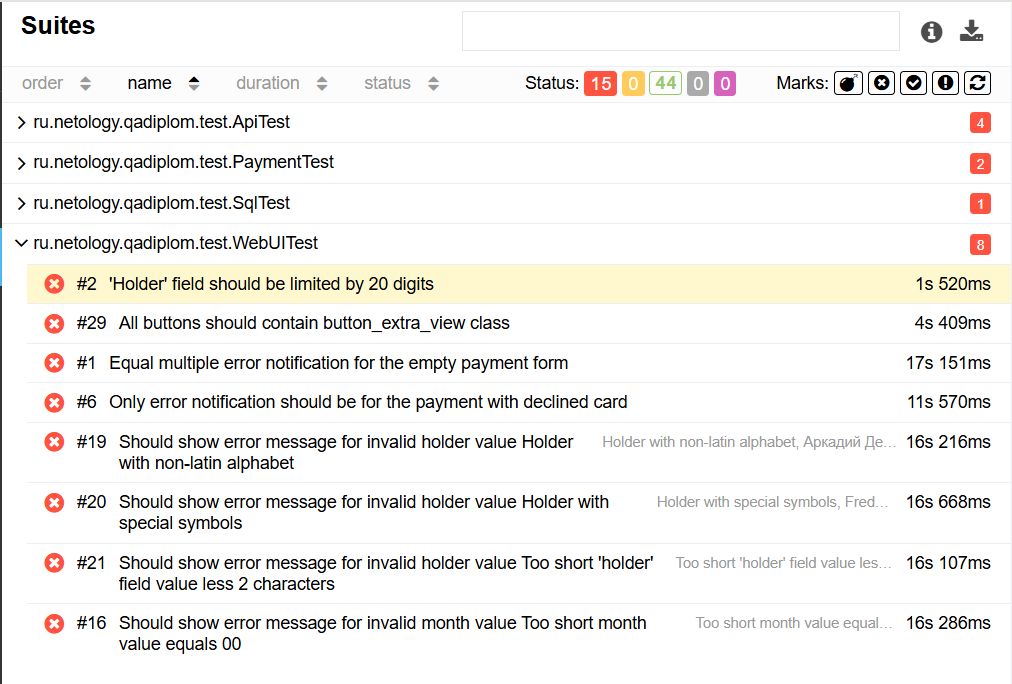 Suites
order name duration status Status: 15 0 44 0 0 Marks:
ru.netology.qadiplom.test.ApiTest 4
ru.netology.qadiplom.test.PaymentTest 2
ru.netology.qadiplom.test.SqlTest 1
ru.netology.qadiplom.test.WebUITest 8
#2 'Holder' field should be limited by 20 digits 1s 520ms
#29 All buttons should contain button_extra_view class 4s 409ms
#1 Equal multiple error notification for the empty payment form 17s 151ms
#6 Only error notification should be for the payment with declined card 11s 570ms
#19 Should show error message for invalid holder value Holder Holder with non-latin alphabet, Аркадий Де... 16s 216ms
with non-latin alphabet
#20 Should show error message for invalid holder value Holder with Holder with special symbols, Fred... 16s 668ms
special symbols
#21 Should show error message for invalid holder value Too short 'holder' Too short 'holder' field value les... 16s 107ms
field value less 2 characters
#16 Should show error message for invalid month value Too short month Too short month value equal... 16s 286ms
value equals 00